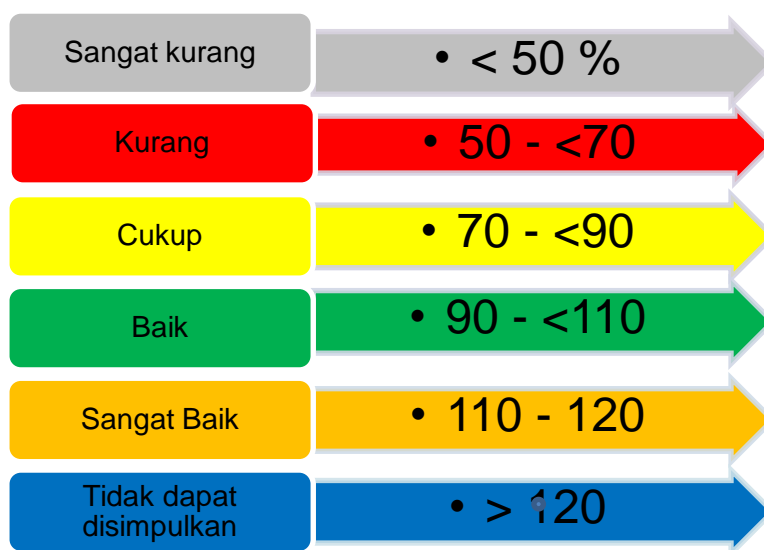 Sangat kurang
• < 50 %
Kurang
• 50 - <70
Cukup
• 70 - <90
Baik
• 90 - <110
Sangat Baik
• 110 - 120
Tidak dapat
disimpulkan
• > 120